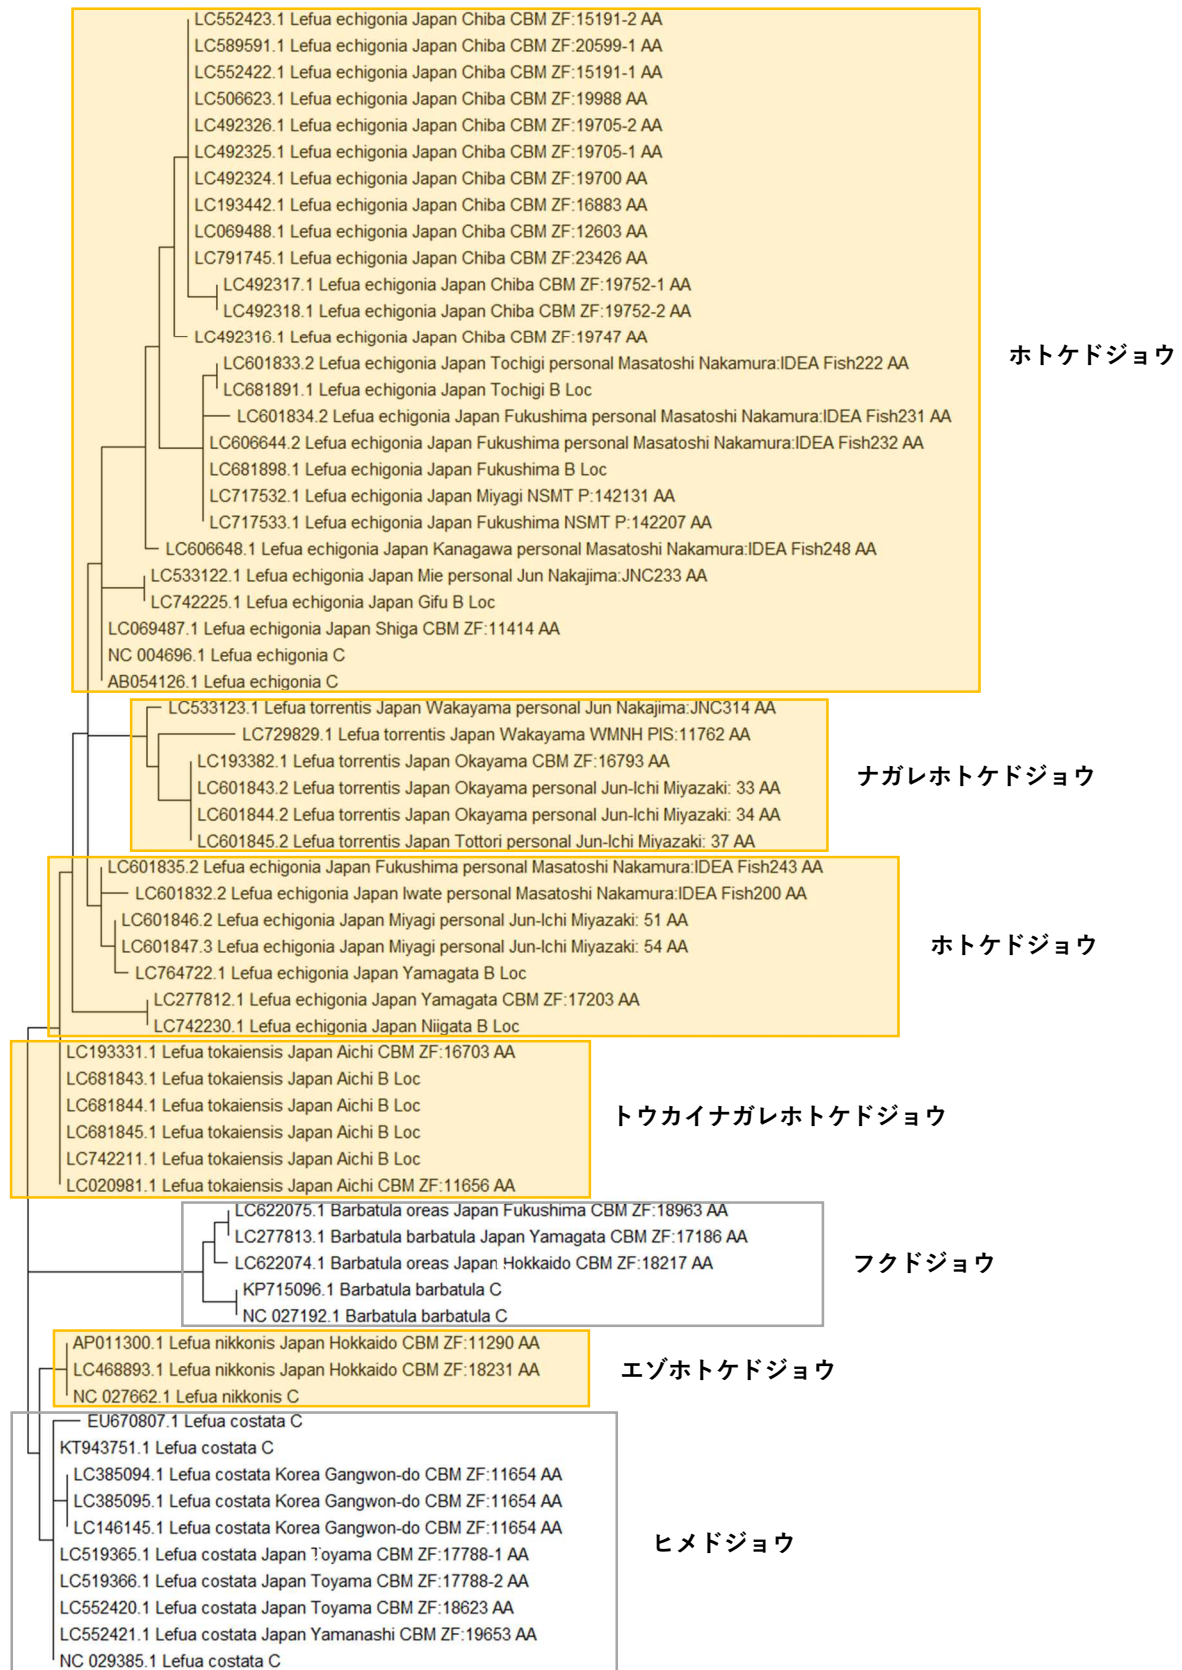 LC552423.1 Lefua echigonia Japan Chiba CBM ZF:15191-2 AA
LC589591.1 Lefua echigonia Japan Chiba CBM ZF:20599-1 AA
LC552422.1 Lefua echigonia Japan Chiba CBM ZF:15191-1 AA
LC506623.1 Lefua echigonia Japan Chiba CBM ZF:19988 AA
LC492326.1 Lefua echigonia Japan Chiba CBM ZF:19705-2 AA
LC492325.1 Lefua echigonia Japan Chiba CBM ZF:19705-1 AA
LC492324.1 Lefua echigonia Japan Chiba CBM ZF:19700 AA
LC193442.1 Lefua echigonia Japan Chiba CBM ZF:16883 AA
LC069488.1 Lefua echigonia Japan Chiba CBM ZF:12603 AA
LC791745.1 Lefua echigonia Japan Chiba CBM ZF:23426 AA
LC492317.1 Lefua echigonia Japan Chiba CBM ZF:19752-1 AA
LC492318.1 Lefua echigonia Japan Chiba CBM ZF:19752-2 AA
LC492316.1 Lefua echigonia Japan Chiba CBM ZF:19747 AA
ホトケドジョウ
LC601833.2 Lefua echigonia Japan Tochigi personal Masatoshi Nakamura:IDEA Fish222 AA
LC681891.1 Lefua echigonia Japan Tochigi B Loc
LC601834.2 Lefua echigonia Japan Fukushima personal Masatoshi Nakamura:IDEA Fish231 AA
LC606644.2 Lefua echigonia Japan Fukushima personal Masatoshi Nakamura:IDEA Fish232 AA
LC681898.1 Lefua echigonia Japan Fukushima B Loc
LC717532.1 Lefua echigonia Japan Miyagi NSMT P:142131 AA
LC717533.1 Lefua echigonia Japan Fukushima NSMT P:142207 AA
LC606648.1 Lefua echigonia Japan Kanagawa personal Masatoshi Nakamura:IDEA Fish248 AA
LC533122.1 Lefua echigonia Japan Mie personal Jun Nakajima:JNC233 AA
LC742225.1 Lefua echigonia Japan Gifu B Loc
LC069487.1 Lefua echigonia Japan Shiga CBM ZF:11414 AA
NC 004696.1 Lefua echigonia C
AB054126.1 Lefua echigonia C
LC533123.1 Lefua torrentis Japan Wakayama personal Jun Nakajima:JNC314 AA
LC729829.1 Lefua torrentis Japan Wakayama WMNH PIS:11762 AA
LC193382.1 Lefua torrentis Japan Okayama CBM ZF:16793 AA
ナガレホトケドジョウ
LC601843.2 Lefua torrentis Japan Okayama personal Jun-Ichi Miyazaki: 33 AA
LC601844.2 Lefua torrentis Japan Okayama personal Jun-Ichi Miyazaki: 34 AA
LC601845.2 Lefua torrentis Japan Tottori personal Jun-Ichi Miyazaki: 37 AA
LC601835.2 Lefua echigonia Japan Fukushima personal Masatoshi Nakamura:IDEA Fish243 AA
LC601832.2 Lefua echigonia Japan Iwate personal Masatoshi Nakamura:IDEA Fish200 AA
LC601846.2 Lefua echigonia Japan Miyagi personal Jun-Ichi Miyazaki: 51 AA
LC601847.3 Lefua echigonia Japan Miyagi personal Jun-Ichi Miyazaki: 54 AA
ホトケドジョウ
LC764722.1 Lefua echigonia Japan Yamagata B Loc
LC277812.1 Lefua echigonia Japan Yamagata CBM ZF:17203 AA
LC742230.1 Lefua echigonia Japan Niigata B Loc
LC193331.1 Lefua tokaiensis Japan Aichi CBM ZF:16703 AA
LC681843.1 Lefua tokaiensis Japan Aichi B Loc
LC681844.1 Lefua tokaiensis Japan Aichi B Loc
トウカイナガレホトケドジョウ
LC681845.1 Lefua tokaiensis Japan Aichi B Loc
LC742211.1 Lefua tokaiensis Japan Aichi B Loc
LC020981.1 Lefua tokaiensis Japan Aichi CBM ZF:11656 AA
LC622075.1 Barbatula oreas Japan Fukushima CBM ZF:18963 AA
LC277813.1 Barbatula barbatula Japan Yamagata CBM ZF:17186 AA
LC622074.1 Barbatula oreas Japan Hokkaido CBM ZF:18217 AA
フクドジョウ
KP715096.1 Barbatula barbatula C
NC 027192.1 Barbatula barbatula C
AP011300.1 Lefua nikkonis Japan Hokkaido CBM ZF:11290 AA
LC468893.1 Lefua nikkonis Japan Hokkaido CBM ZF:18231 AA
エゾホトケドジョウ
NC 027662.1 Lefua nikkonis C
EU670807.1 Lefua costata C
KT943751.1 Lefua costata C
LC385094.1 Lefua costata Korea Gangwon-do CBM ZF:11654 AA
LC385095.1 Lefua costata Korea Gangwon-do CBM ZF:11654 AA
LC146145.1 Lefua costata Korea Gangwon-do CBM ZF:11654 AA
ヒメドジョウ
LC519365.1 Lefua costata Japan Toyama CBM ZF:17788-1 AA
LC519366.1 Lefua costata Japan Toyama CBM ZF:17788-2 AA
LC552420.1 Lefua costata Japan Toyama CBM ZF:18623 AA
LC552421.1 Lefua costata Japan Yamanashi CBM ZF:19653 AA
NC 029385.1 Lefua costata C